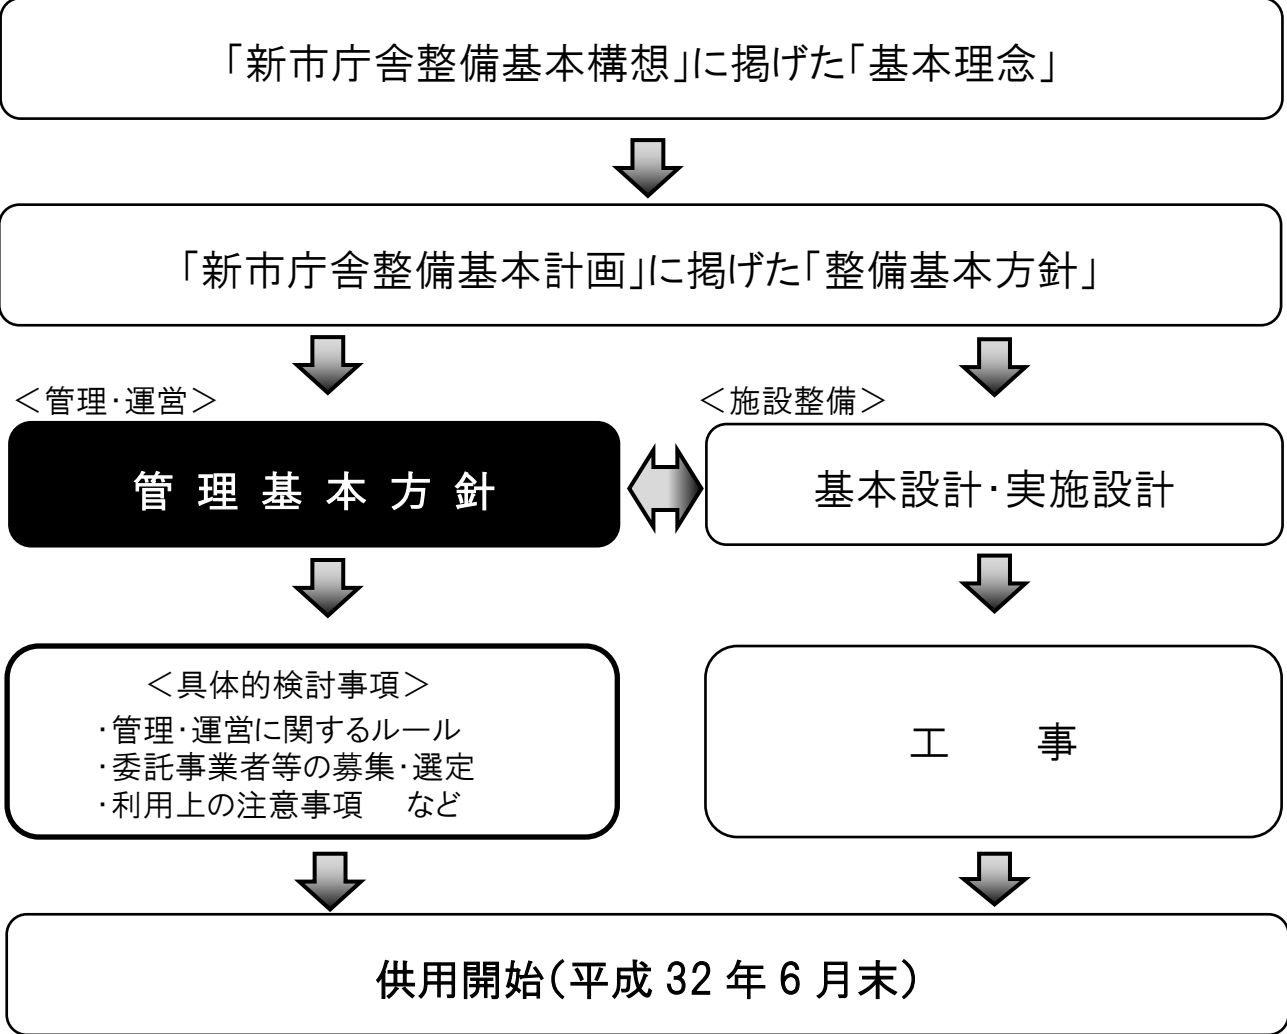 「新市庁舎整備基本構想」に掲げた「基本理念」
「新市庁舎整備基本計画」に掲げた「整備基本方針」
＜管理・運営＞
管理基本方針
＜具体的検討事項＞
・管理・運営に関するルール
・委託事業者等の募集・選定
・利用上の注意事項　など
＜施設整備＞
基本設計・実施設計
工　事
供用開始（平成 32 年 6 月末）